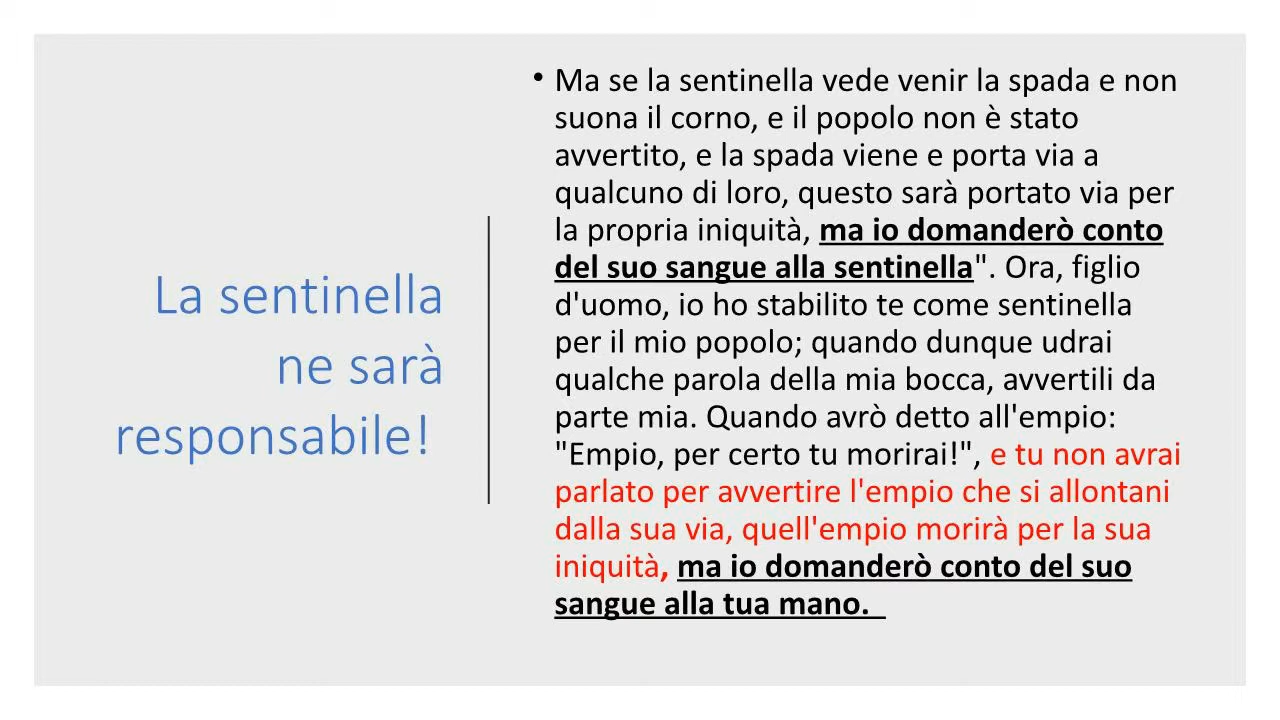 La sentinella
ne sarà
responsabile!
• Ma se la sentinella vede venir la spada e non
suona il corno, e il popolo non è stato
avvertito, e la spada viene e porta via a
qualcuno di loro, questo sarà portato via per
la propria iniquità, ma io domanderò conto
del suo sangue alla sentinella". Ora, figlio
d'uomo, io ho stabilito te come sentinella
per il mio popolo; quando dunque udrai
qualche parola della mia bocca, avvertili da
parte mia. Quando avrò detto all'empio:
"Empio, per certo tu morirai!", e tu non avrai
parlato per avvertire l'empio che si allontani
dalla sua via, quell'empio morirà per la sua
iniquità, ma io domanderò conto del suo
sangue alla tua mano.